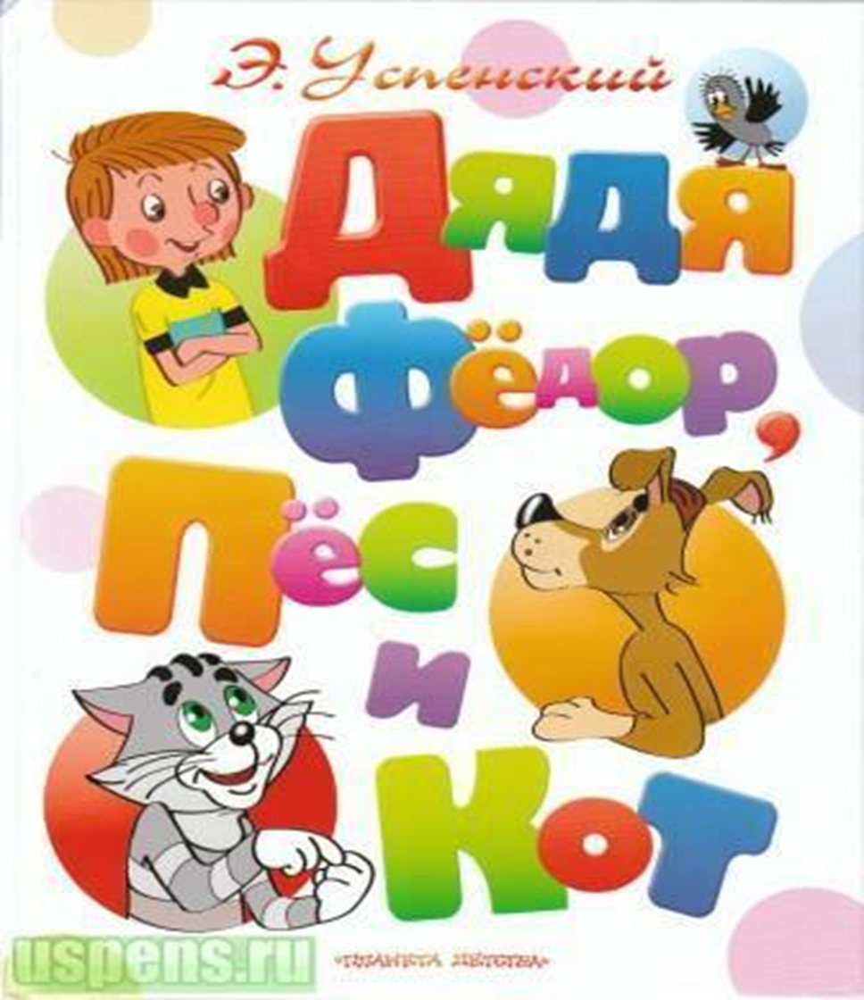 Э. Успенский
Дядя
Фёдор,
Пёс
и
Кот
«ПЛАНЕТА ДЕТСТВА»
uspens.ru